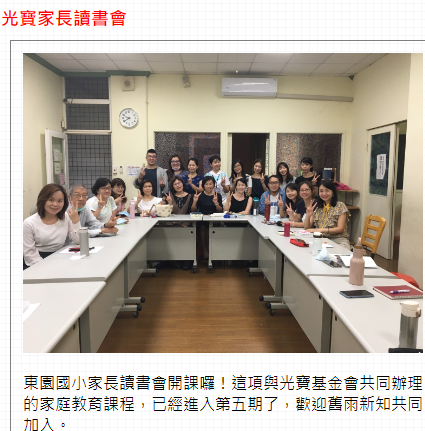 光寶家長讀書會
東園國小家長讀書會開課囉！這項與光寶基金會共同辦理
的家庭教育課程，已經進入第五期了，歡迎舊雨新知共同
加入。